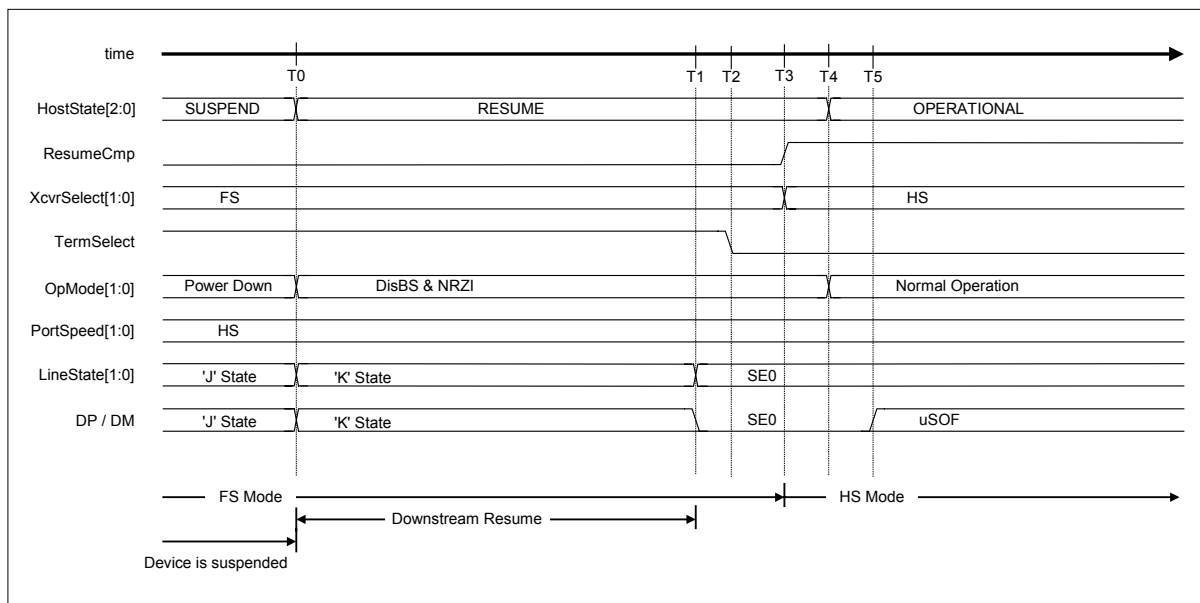 time
T0 T1 T2 T3 T4 T5
HostState[2:0] SUSPEND RESUME OPERATIONAL
ResumeCmp
XcvrSelect[1:0] FS HS
TermSelect
OpMode[1:0] Power Down DisBS & NRZI Normal Operation
PortSpeed[1:0] HS
LineState[1:0] 'J' State 'K' State SE0
DP / DM 'J' State 'K' State SE0 uSOF
FS Mode HS Mode
Downstream Resume
Device is suspended